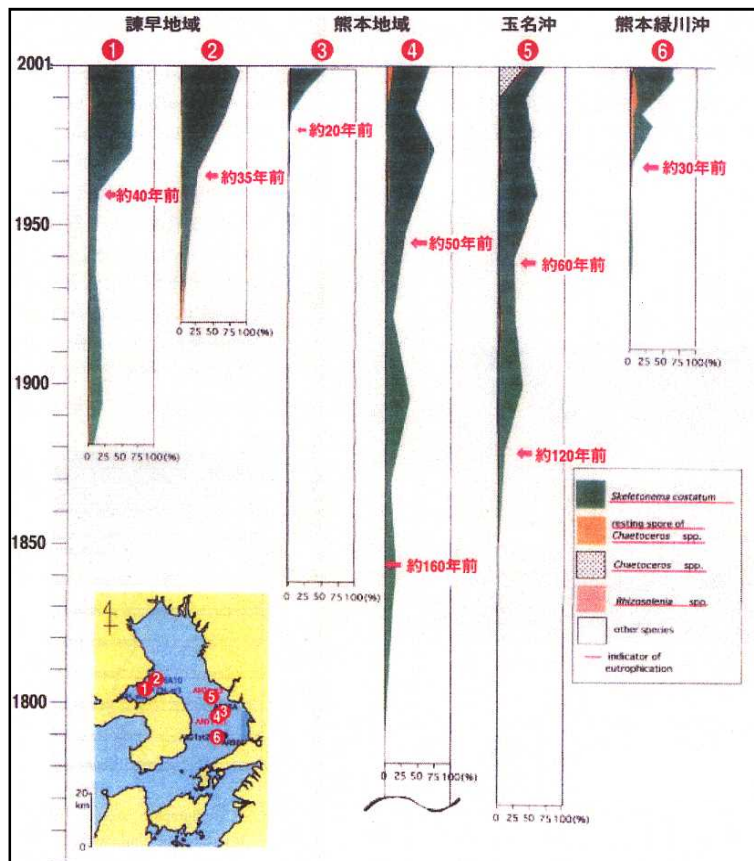 諫早地域 熊本地域 玉名沖 熊本緑川沖
1 2 3 4 5 6
2001
1950
1900
1850
1800
約40年前
約35年前
約20年前
約50年前
約60年前
約30年前
約120年前
約160年前
0 25 50 75 100(%)
0 25 50 75 100(%)
0 25 50 75 100(%)
0 25 50 75 100(%)
0 25 50 75 100(%)
0 25 50 75 100(%)
Skeletonema costatum
resting spore of
Chaetoceros spp.
Chaetoceros spp.
Rhizosolenia spp.
other species
indicator of
eutrophication
1 2 3 4 5 6
20
km
0